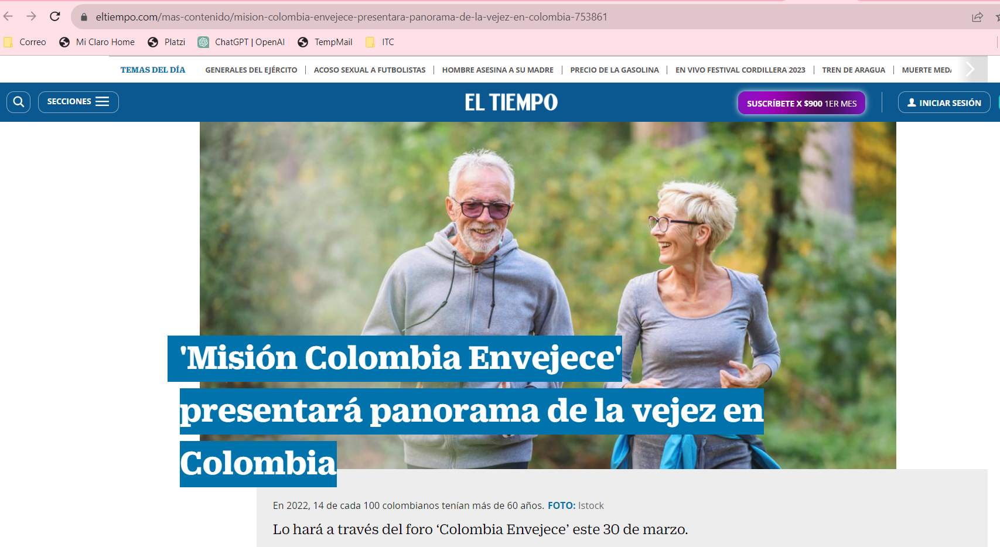 eltiempo.com/mas-contenido/mision-colombia-envejece-presentara-panorama-de-la-vejez-en-colombia-753861
Correo Mi Claro Home Platzi ChatGPT | OpenAI TempMail ITC
TEMAS DEL DÍA GENERALES DEL EJÉRCITO | ACOSO SEXUAL A FUTBOLISTAS | HOMBRE ASESINA A SU MADRE | PRECIO DE LA GASOLINA | EN VIVO FESTIVAL CORDILLERA 2023 | TREN DE ARAGUA | MUERTE
SECCIONES EL TIEMPO SUSCRÍBETE X $900 1ER MES INICIAR SESIÓN
'Misión Colombia Envejece'
presentará panorama de la vejez en
Colombia
En 2022, 14 de cada 100 colombianos tenían más de 60 años. FOTO: Istock
Lo hará a través del foro ‘Colombia Envejece’ este 30 de marzo.